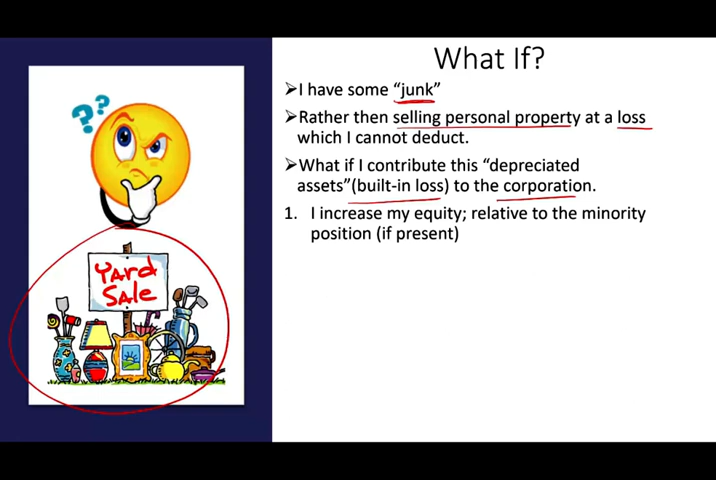 What If?
➢I have some “junk”
➢Rather then selling personal property at a loss
which I cannot deduct.
➢What if I contribute this “depreciated
assets”(built-in loss) to the corporation.
1. I increase my equity; relative to the minority
position (if present)
??
Yard
Sale